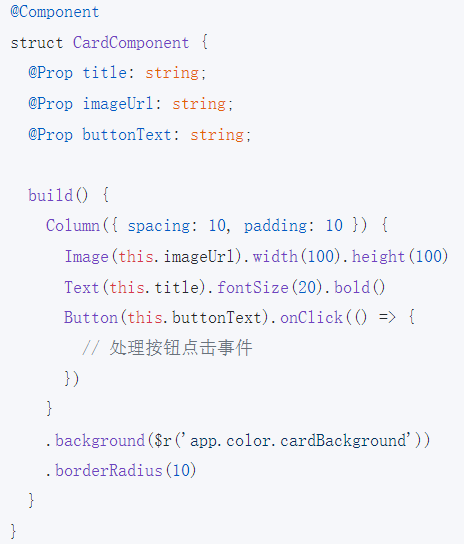 @Component
struct CardComponent {
  @Prop title: string;
  @Prop imageUrl: string;
  @Prop buttonText: string;

  build() {
    Column({ spacing: 10, padding: 10 }) {
      Image(this.imageUrl).width(100).height(100)
      Text(this.title).fontSize(20).bold()
      Button(this.buttonText).onClick(() => {
        // 处理按钮点击事件
      })
    }
    .background($r('app.color.cardBackground'))
    .borderRadius(10)
  }
}